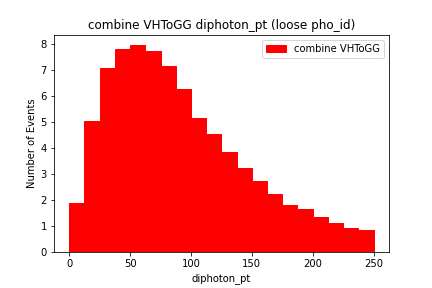 combine VHToGG diphoton_pt (loose pho_id)
combine VHToGG
8
7
6
5
4
3
2
1
0
Number of Events
0 50 100 150 200 250
diphoton_pt